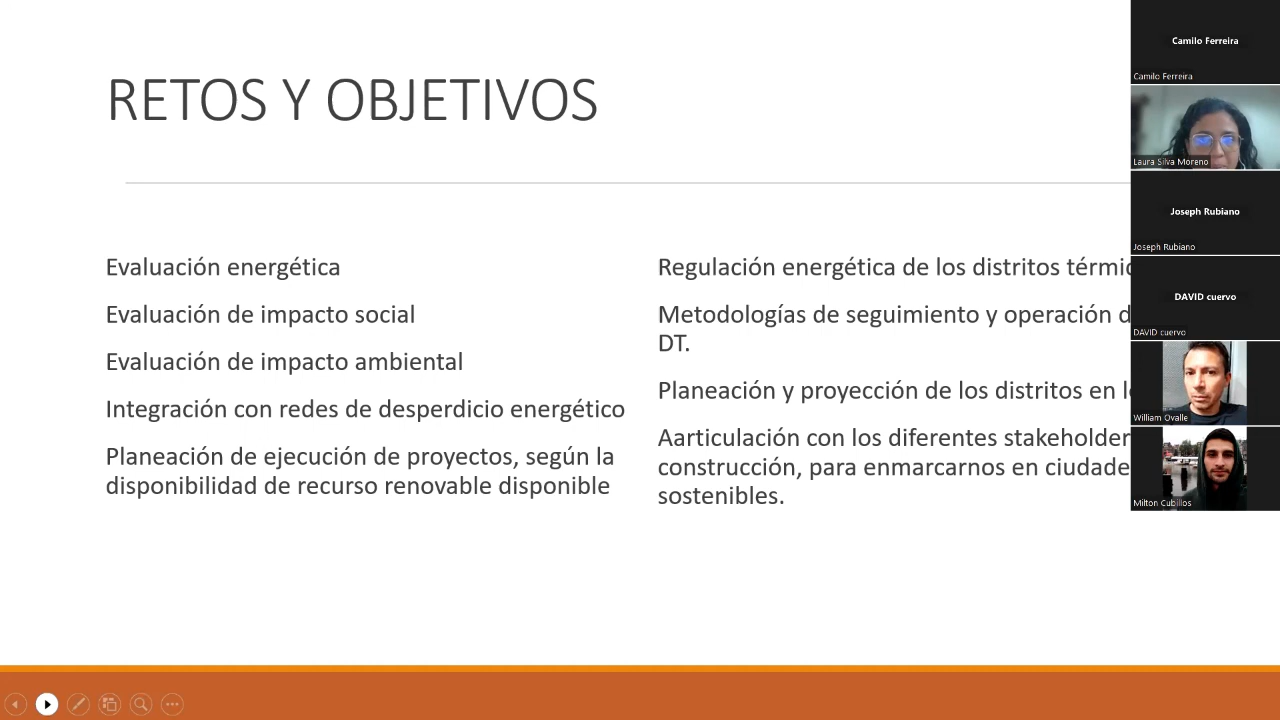 RETOS Y OBJETIVOS
Evaluación energética
Evaluación de impacto social
Evaluación de impacto ambiental
Integración con redes de desperdicio energético
Planeación de ejecución de proyectos, según la
disponibilidad de recurso renovable disponible
Regulación energética de los distritos
Metodologías de seguimiento y operación
DT.
Planeación y proyección de los distritos en
Aarticulación con los diferentes
construcción, para enmarcarnos en
sostenibles.
Camilo Ferreira
Camilo Ferreira
Laura Silva Moreno
Joseph Rubiano
Joseph Rubiano
DAVID cuervo
DAVID cuervo
William Ovalle
Milton Cubillos